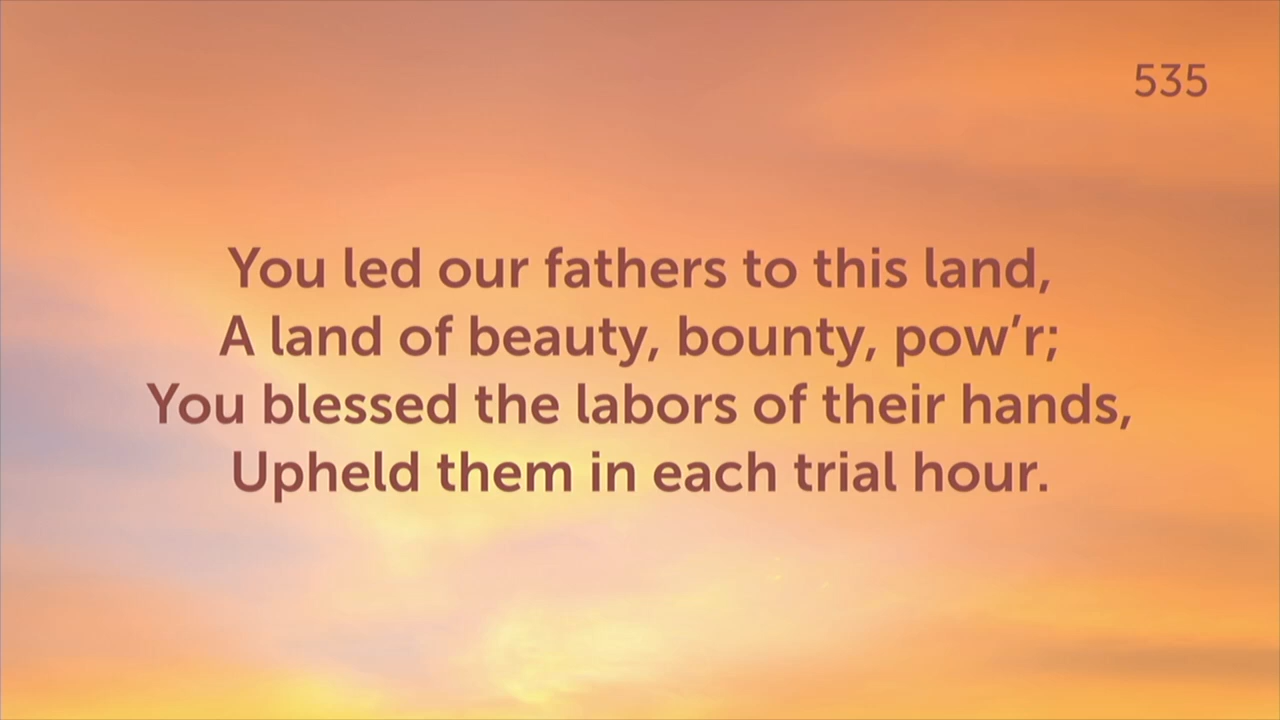 535
You led our fathers to this land,
A land of beauty, bounty, pow’r;
You blessed the labors of their hands,
Upheld them in each trial hour.